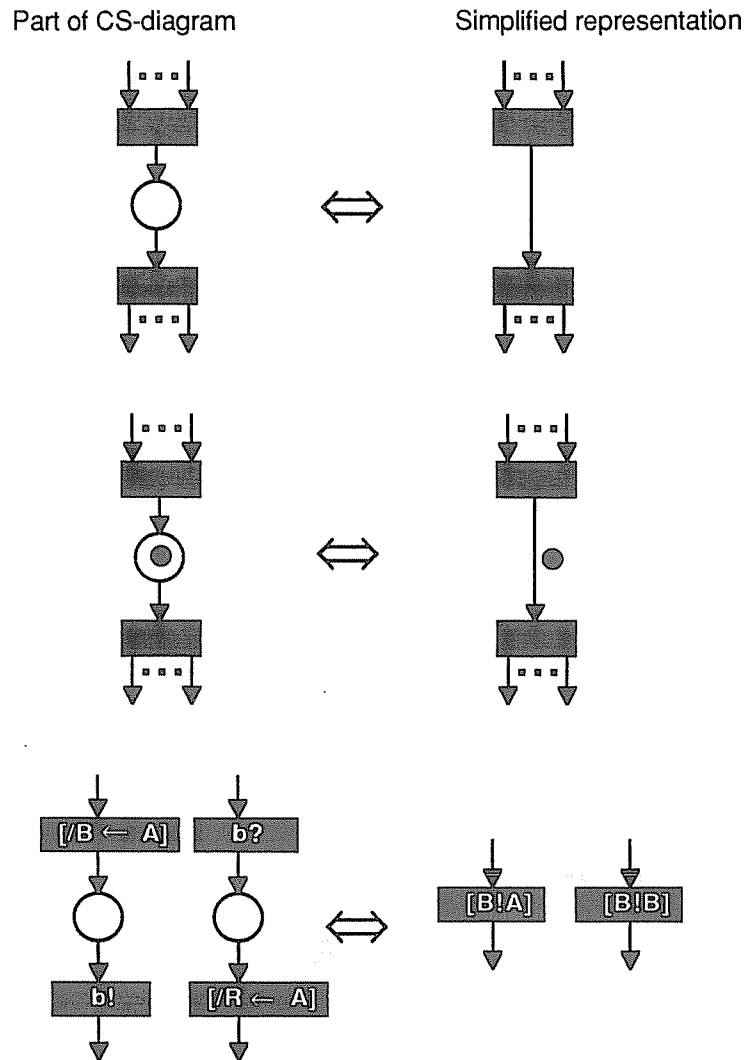 Part of CS-diagram Simplified representation
[/B ← A] b?
[B!A] [B!B]
b! [/R ← A]